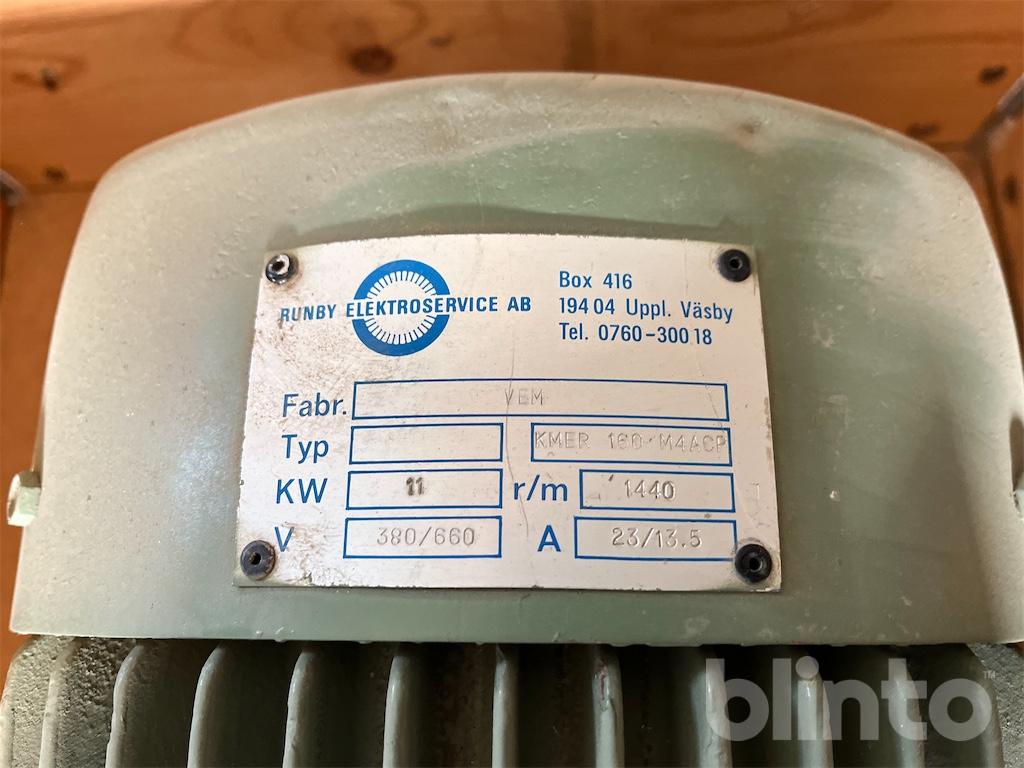 RUNBY ELEKTROSERVICE AB
Box 416
194 04 Uppl. Väsby
Tel. 0760-300 18
Fabr. VEM
Typ KMER 160 M4ACP
KW 11 r/m 1440
V 380/660 A 23/13.5
blinto™